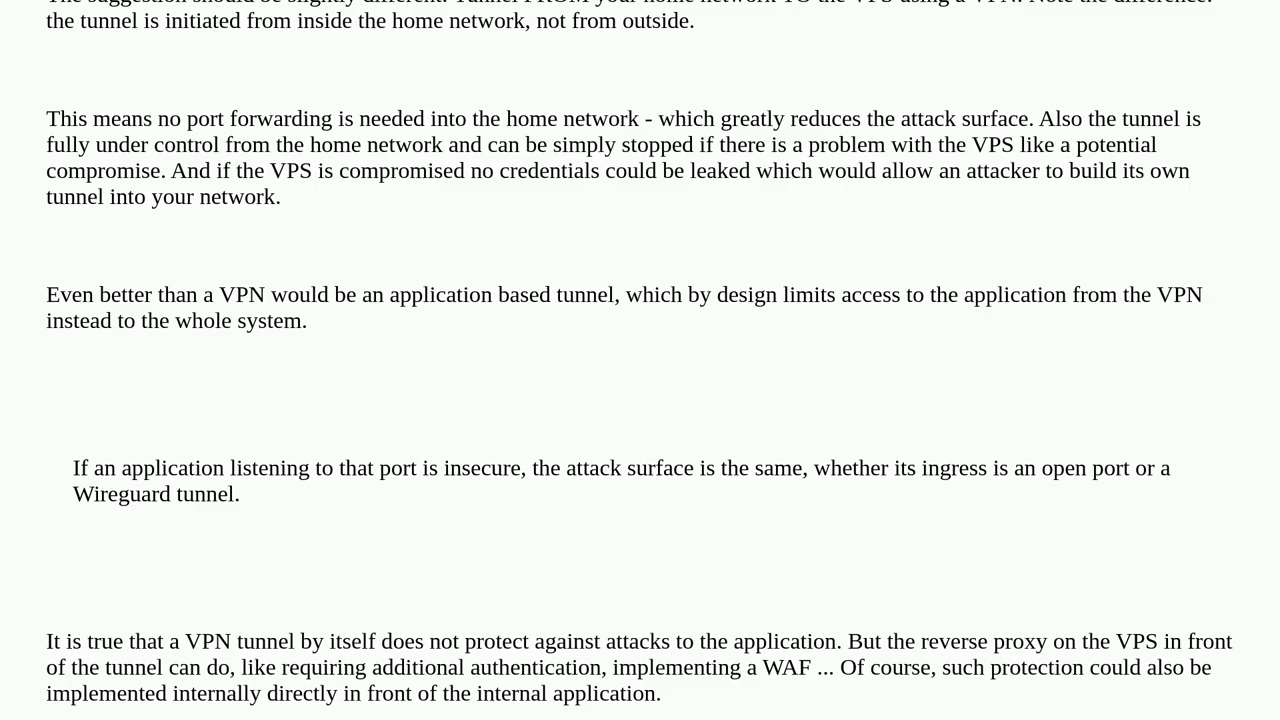 the tunnel is initiated from inside the home network, not from outside.
This means no port forwarding is needed into the home network - which greatly reduces the attack surface. Also the tunnel is
fully under control from the home network and can be simply stopped if there is a problem with the VPS like a potential
compromise. And if the VPS is compromised no credentials could be leaked which would allow an attacker to build its own
tunnel into your network.
Even better than a VPN would be an application based tunnel, which by design limits access to the application from the VPN
instead to the whole system.
If an application listening to that port is insecure, the attack surface is the same, whether its ingress is an open port or a
Wireguard tunnel.
It is true that a VPN tunnel by itself does not protect against attacks to the application. But the reverse proxy on the VPS in front
of the tunnel can do, like requiring additional authentication, implementing a WAF ... Of course, such protection could also be
implemented internally directly in front of the internal application.